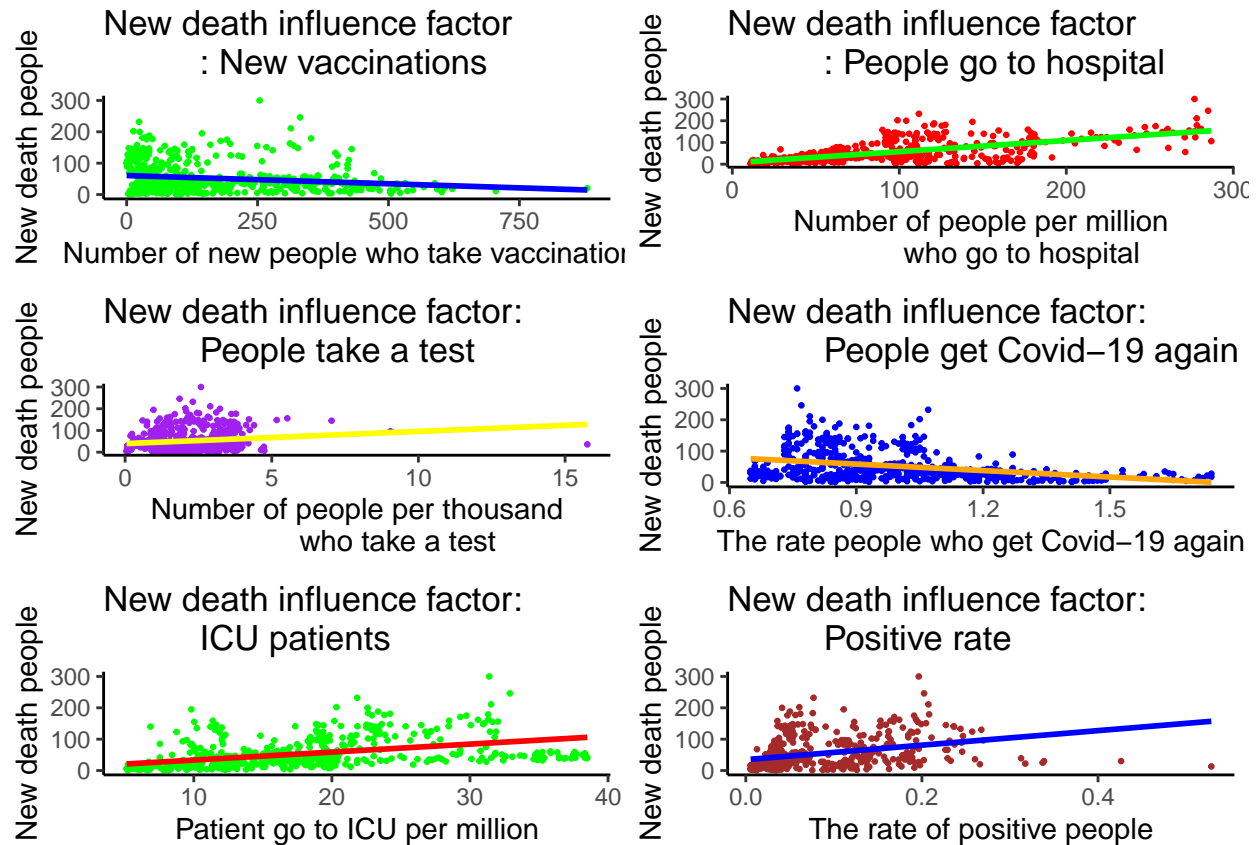 New death influence factor
: New vaccinations
New death people
300
200
100
0
0
250
500
750
Number of new people who take vaccination
New death influence factor
: People go to hospital
New death people
300
200
100
0
0
100
200
300
Number of people per million
who go to hospital
New death influence factor:
People take a test
New death people
300
200
100
0
0
5
10
15
Number of people per thousand
who take a test
New death influence factor:
People get Covid−19 again
New death people
300
200
100
0
0.6
0.9
1.2
1.5
The rate people who get Covid−19 again
New death influence factor:
ICU patients
New death people
300
200
100
0
10
20
30
40
Patient go to ICU per million
New death influence factor:
Positive rate
New death people
300
200
100
0
0.0
0.2
0.4
The rate of positive people